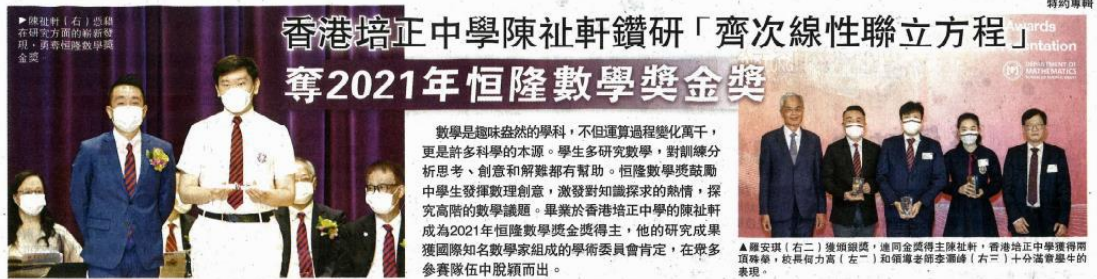 特約專輯
香港培正中學陳祉軒鑽研「齊次線性聯立方程」
奪2021年恒隆數學獎金獎
▶陳祉軒（右）憑藉
在研究方面的嶄新發
現，勇奪恒隆數學獎
金獎。
數學是趣味盎然的學科，不但運算過程變化萬千，
更是許多科學的本源。學生多研究數學，對訓練分
析思考、創意和解難都有幫助。恒隆數學獎鼓勵
中學生發揮數理創意，激發對知識探求的熱情，探
究高階的數學議題。畢業於香港培正中學的陳祉軒
成為2021年恒隆數學獎金獎得主，他的研究成果
獲國際知名數學家組成的學術委員會肯定，在眾多
參賽隊伍中脫穎而出。
Awards
ntation
DEPARTMENT OF
MATHEMATICS
▲羅安琪（右二）獲頒銀獎，連同金獎得主陳祉軒，香港培正中學獲得兩
項殊榮，校長何力高（左二）和領導老師李彌峰（右三）十分滿意學生的
表現。